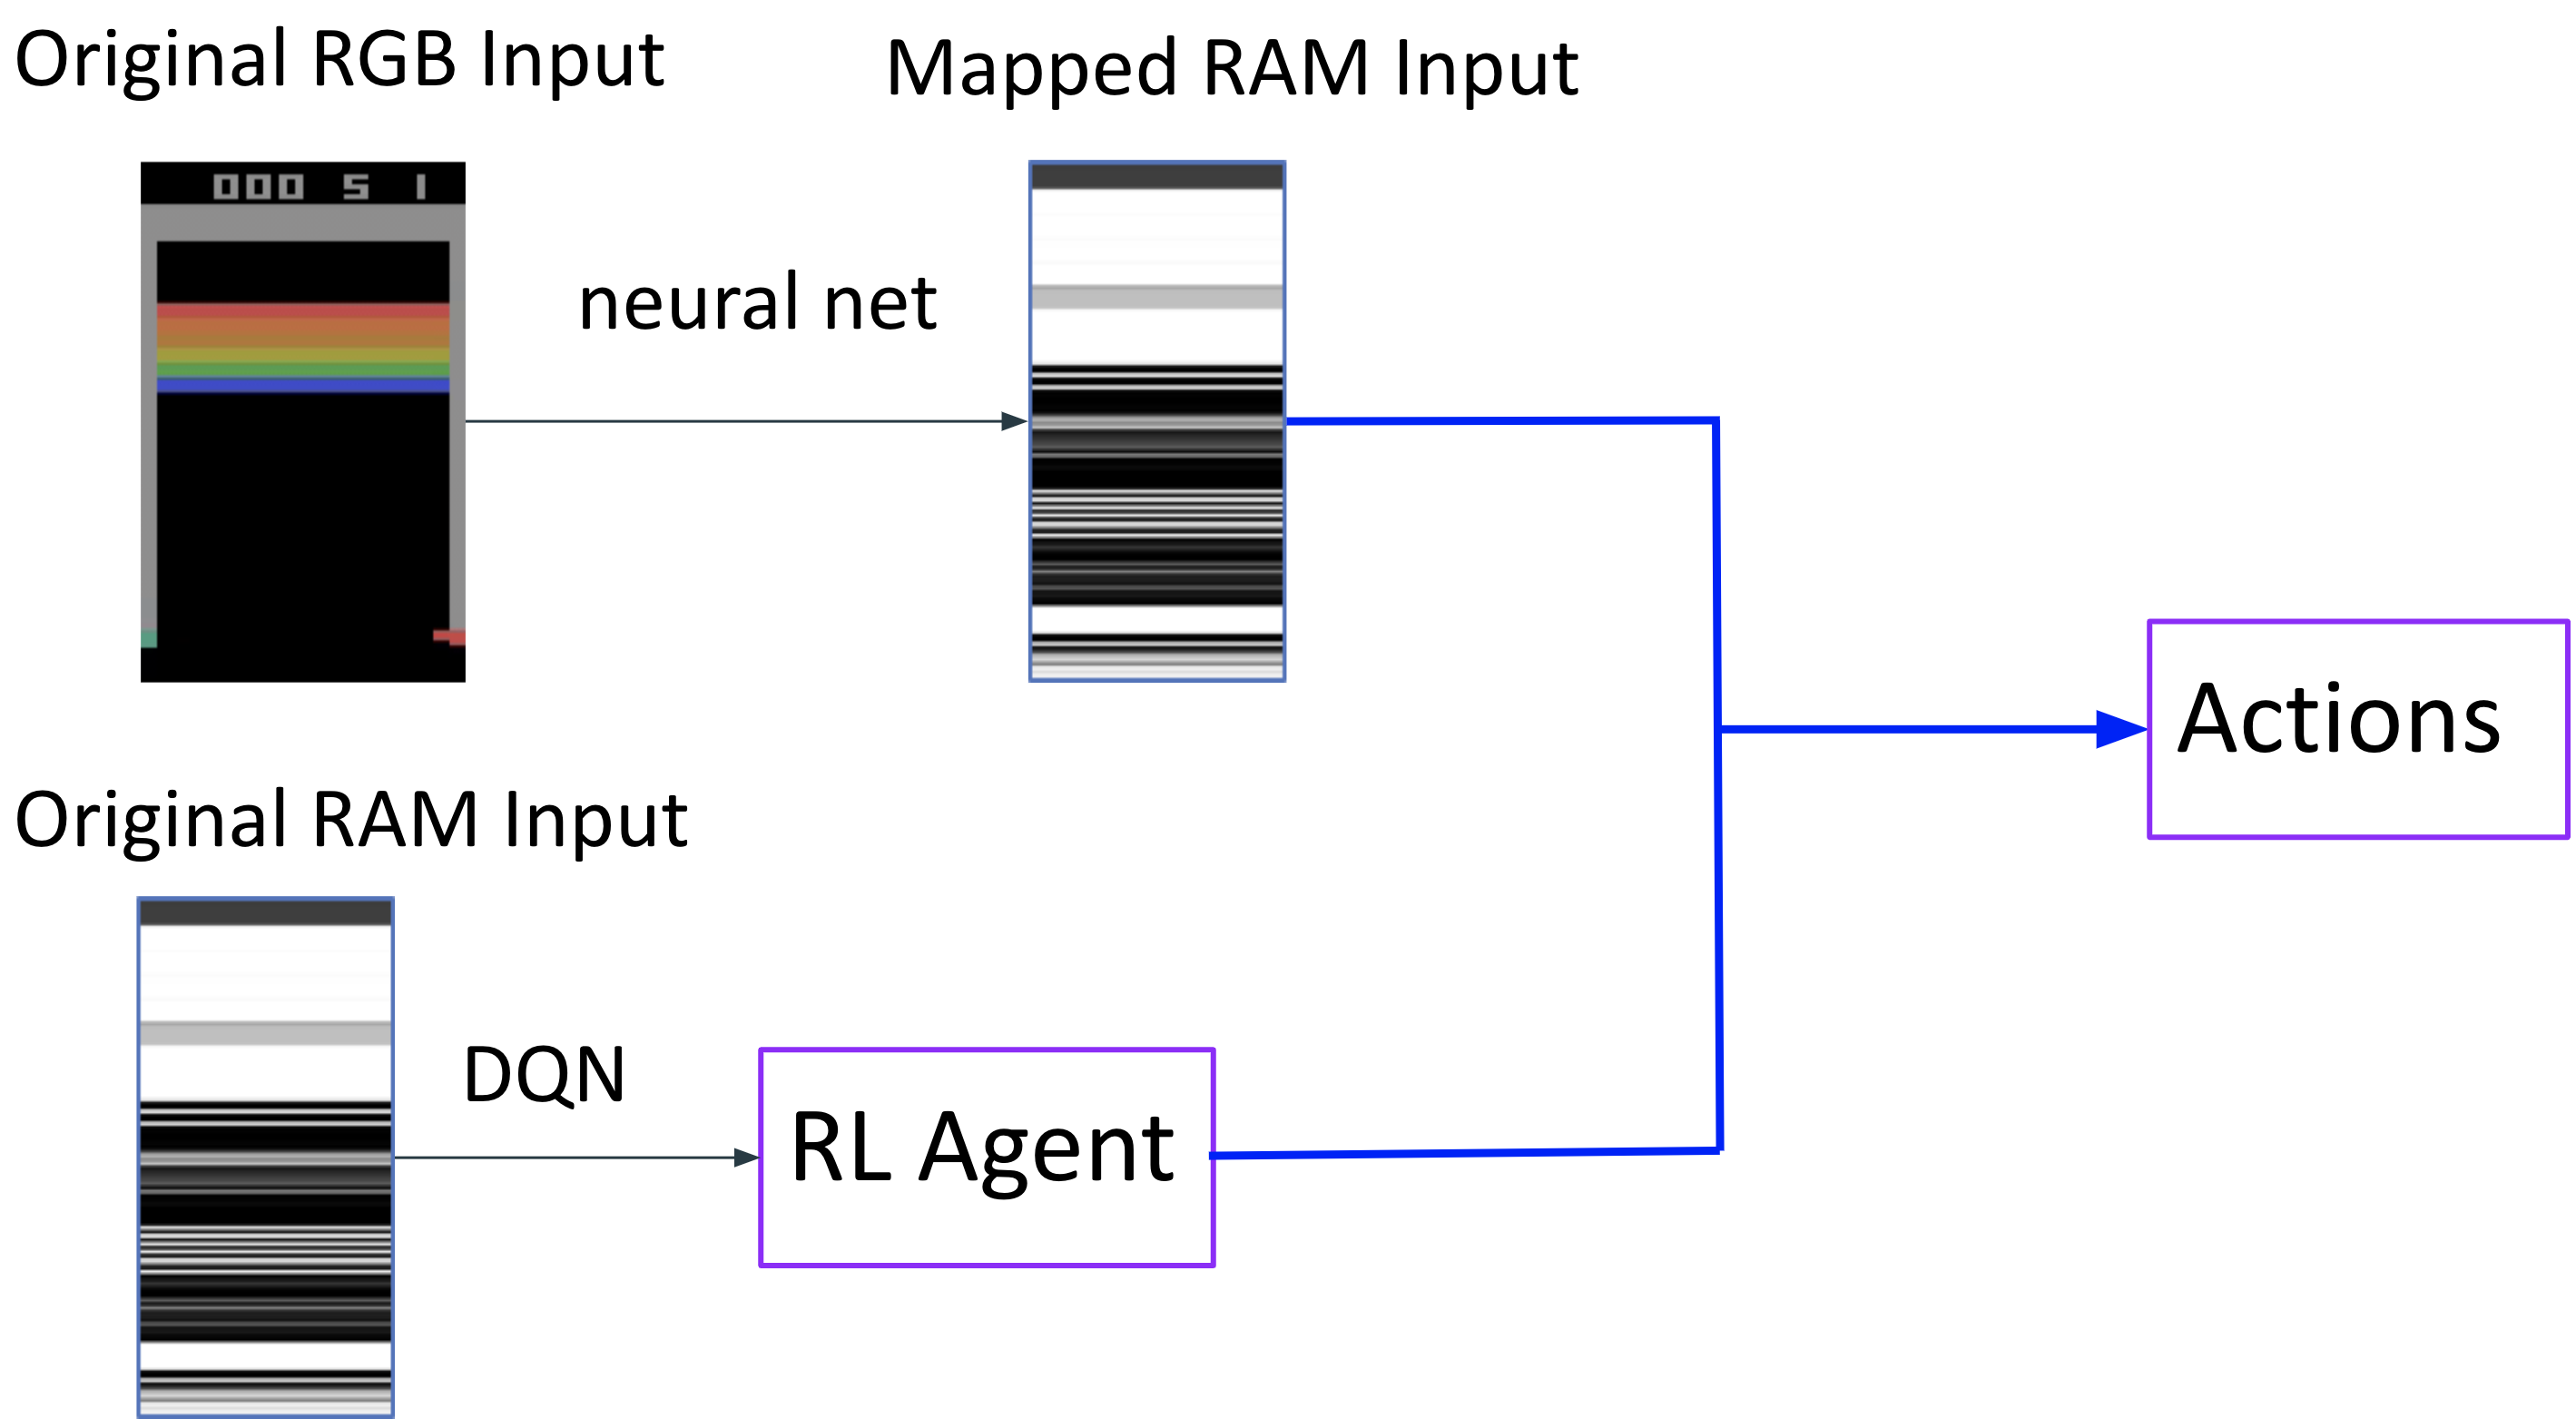 Original RGB Input
Mapped RAM Input
000 5 1
neural net
Actions
Original RAM Input
DQN
RL Agent